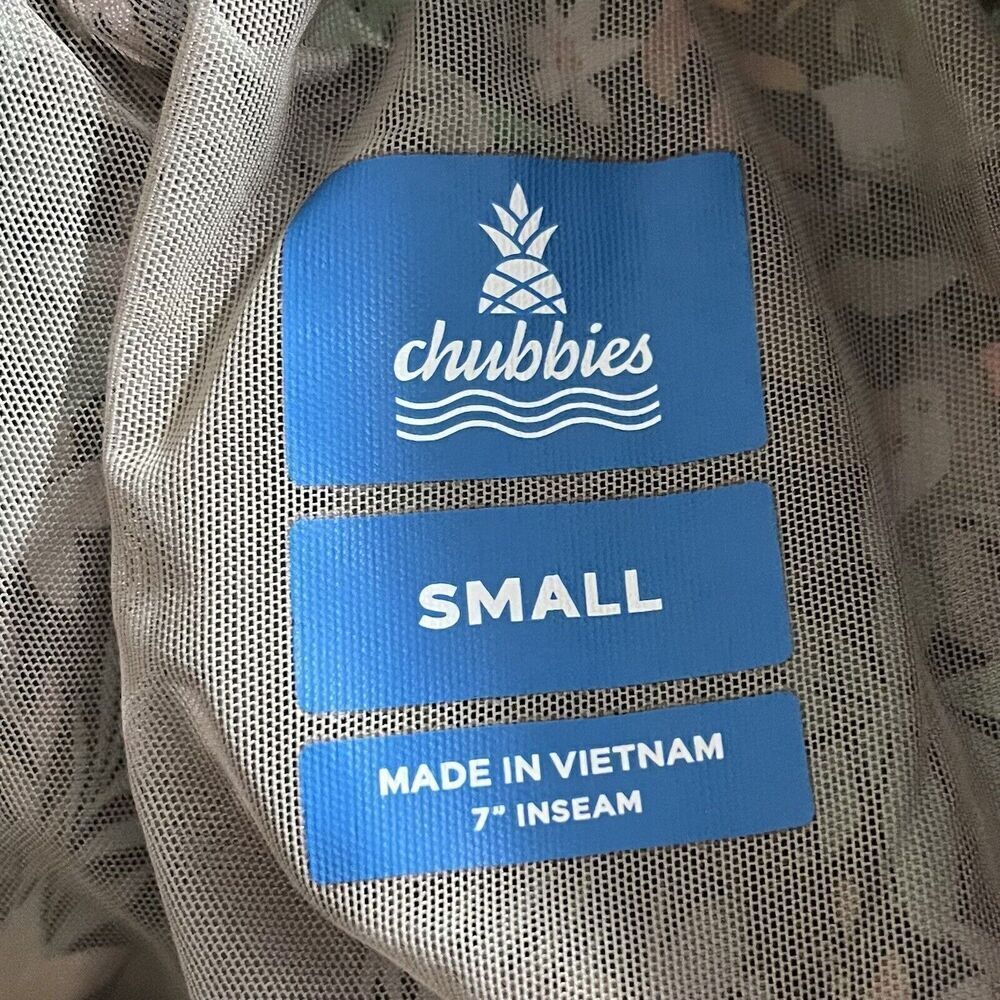 chubbies
SMALL
MADE IN VIETNAM
7" INSEAM